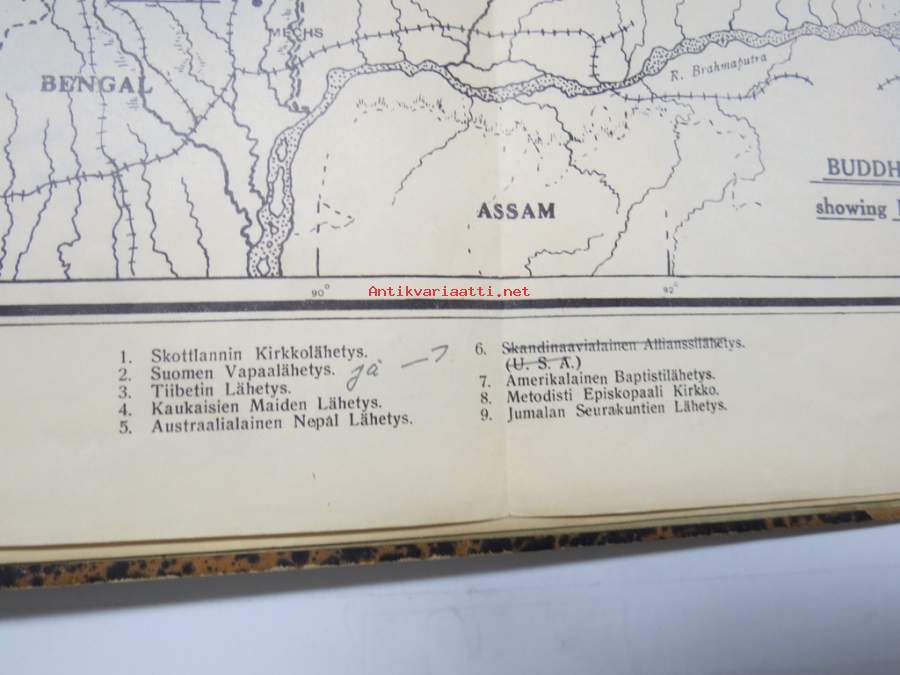 MECHS
BENGAL
R. Brahmaputra
BUDDH
ASSAM
showing
90°
Antikvariaatti.net
92°
1. Skottlannin Kirkkolähetys.
2. Suomen Vapaalähetys. ja →
3. Tiibetin Lähetys.
4. Kaukaisien Maiden Lähetys.
5. Austraalialainen Nepal Lähetys.
6. Skandinaavialainen Allianssilähetys.
(U. S. A.)
7. Amerikalainen Baptistilähetys.
8. Metodisti Episkopaali Kirkko.
9. Jumalan Seurakuntien Lähetys.